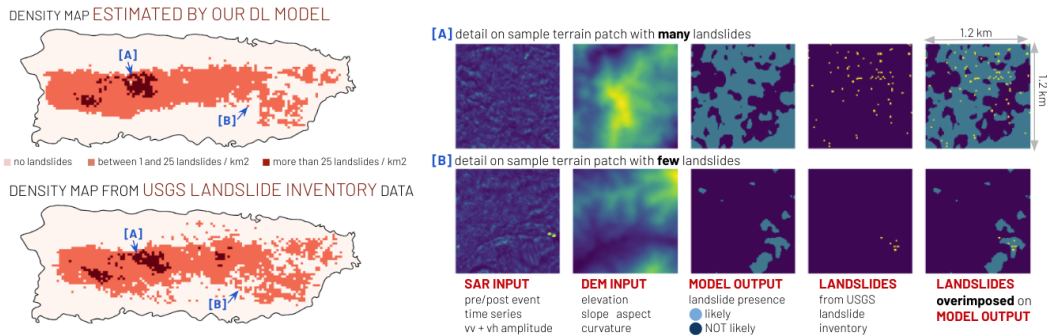 DENSITY MAP ESTIMATED BY OUR DL MODEL
[A]
[B]
no landslides between 1 and 25 landslides / km2 more than 25 landslides / km2
DENSITY MAP FROM USGS LANDSLIDE INVENTORY DATA
[A]
[B]
[A] detail on sample terrain patch with many landslides
1.2 km
1.2 km
[B] detail on sample terrain patch with few landslides
SAR INPUT
pre/post event
time series
vv + vh amplitude
DEM INPUT
elevation
slope aspect
curvature
MODEL OUTPUT
landslide presence
likely
NOT likely
LANDSLIDES
from USGS
landslide
inventory
LANDSLIDES
overimposed on
MODEL OUTPUT